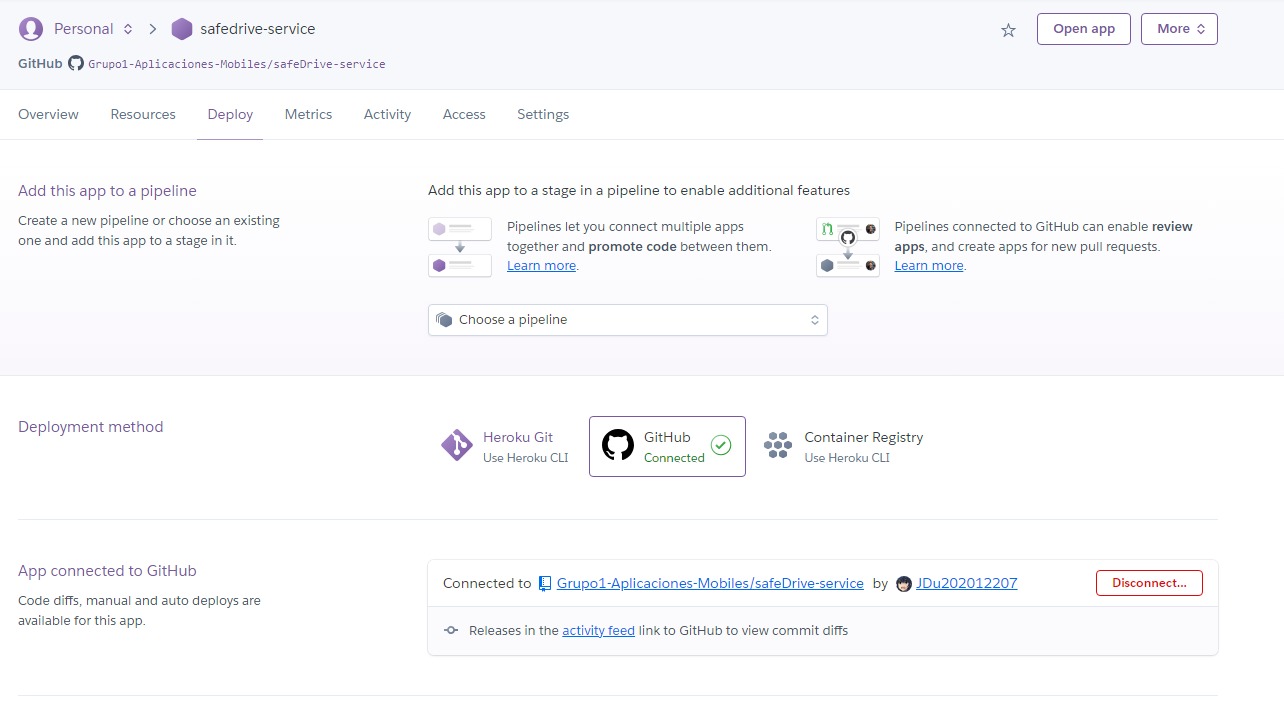 Personal safedrive-service Open app More
GitHub Grupo1-Aplicaciones-Mobiles/safeDrive-service
Overview Resources Deploy Metrics Activity Access Settings
Add this app to a pipeline
Create a new pipeline or choose an existing
one and add this app to a stage in it.
Add this app to a stage in a pipeline to enable additional features
Pipelines let you connect multiple apps
together and promote code between them.
Learn more.
Pipelines connected to GitHub can enable review
apps, and create apps for new pull requests.
Learn more.
Choose a pipeline
Deployment method
Heroku Git
Use Heroku CLI
GitHub
Connected
Container Registry
Use Heroku CLI
App connected to GitHub
Code diffs, manual and auto deploys are
available for this app.
Connected to Grupo1-Aplicaciones-Mobiles/safeDrive-service by JDu202012207 Disconnect...
Releases in the activity feed link to GitHub to view commit diffs